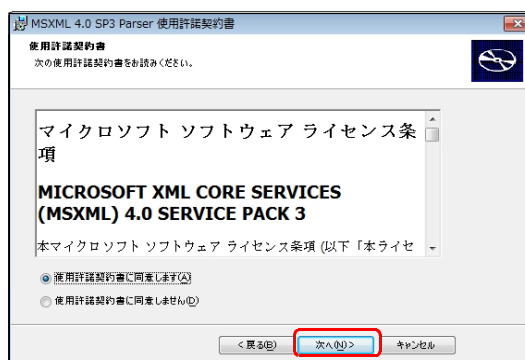 MSXML 4.0 SP3 Parser 使用許諾契約書
使用許諾契約書
次の使用許諾契約書をお読みください。
マイクロソフト ソフトウェア ライセンス条
項
MICROSOFT XML CORE SERVICES
(MSXML) 4.0 SERVICE PACK 3
本マイクロソフト ソフトウェア ライセンス条項 (以下「本ライセ
使用許諾契約書に同意します(A)
使用許諾契約書に同意しません(D)
< 戻る(B) 次へ(N) > キャンセル